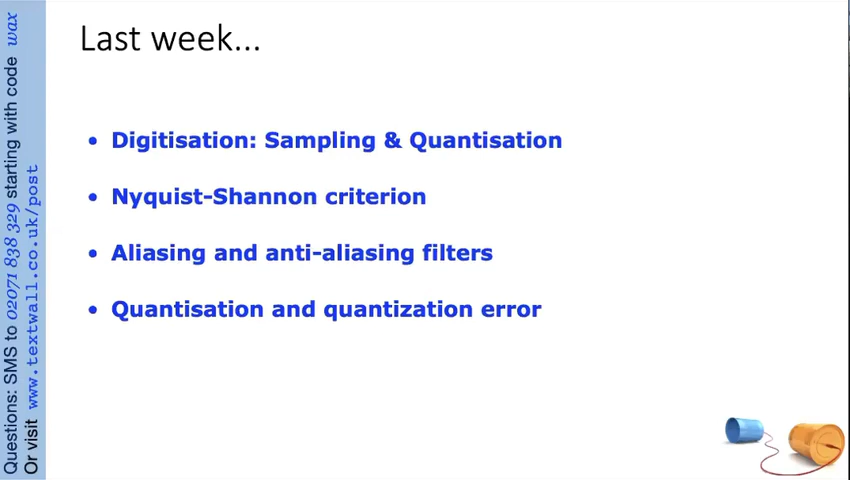 Last week...
• Digitisation: Sampling & Quantisation
• Nyquist-Shannon criterion
• Aliasing and anti-aliasing filters
• Quantisation and quantization error
Questions: SMS to 02071 838 329 starting with code wax
Or visit www.textwall.co.uk/post